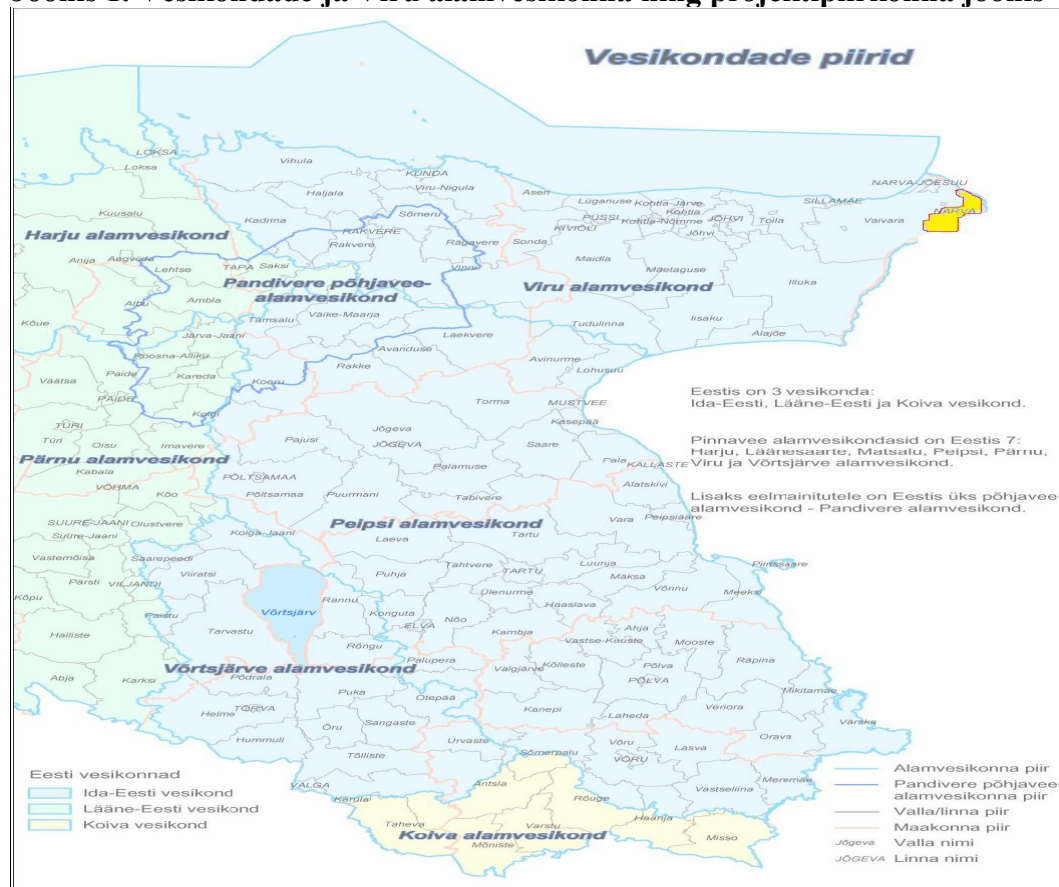 Vesikondade piirid
LOKSA
Loksa
Vihula
KUNDA
Viru-Nigula
Aseri
NARVA-JÕESUU
Haljala
Lüganuse
Kohtla-Järve
SILLAMÄE
Kuusalu
Sõmeru
PÜSSI
Kohtla
JÕHVI
Toila
NARVA
Kadrina
KIVIÕLI
Kohtla-Nõmme
Vaivara
Harju alamvesikond
RAKVERE
Rakvere
Rägavere
Sonda
Jõhvi
Anija
Aegviidu
Lehtse
TAPA
Saksi
Vinni
Maidla
Mäetaguse
Pandivere põhjavee-
alamvesikond
Viru alamvesikond
Illuka
Albu
Ambla
Kõue
Tamsalu
Väike-Maarja
Tudulinna
Iisaku
Alajõe
Järva-Jaani
Laekvere
Roosna-Alliku
Avanduse
Avinurme
Väätsa
Paide
Kareda
Koeru
Rakke
Lohusuu
PAIDE
Torma
MUSTVEE
Koigi
Kasepää
Eestis on 3 vesikonda:
Ida-Eesti, Lääne-Eesti ja Koiva vesikond.
TÜRI
Türi
Oisu
Imavere
Pajusi
Jõgeva
JÕGEVA
Saare
Pinnavee alamvesikondasid on Eestis 7:
Harju, Läänesaarte, Matsalu, Peipsi, Pärnu,
Viru ja Võrtsjärve alamvesikond.
Pärnu alamvesikond
Pala
KALLASTE
Kabala
PÕLTSAMAA
Palamuse
VÕHMA
Kõo
Põltsamaa
Puurmani
Tabivere
Alatskivi
Lisaks eelmainitutele on Eestis üks põhjavee-
alamvesikond - Pandivere alamvesikond.
SUURE-JAANI
Olustvere
Suure-Jaani
Kolga-Jaani
Peipsi alamvesikond
Vara
Peipsiääre
Laeva
Tartu
Vastemõisa
Saarepeedi
Viiratsi
Puhja
Tähtvere
TARTU
Luunja
Mäksa
Piirissaare
Pärsti
VILJANDI
Ülenurme
Võnnu
Meeksi
Kõpu
Paistu
Võrtsjärv
Rannu
Konguta
Haaslava
ELVA
Nõo
Ahja
Halliste
Tarvastu
Rõngu
Kambja
Vastse-Kuuste
Mooste
Palupera
Valgjärve
Kõlleste
Põlva
Räpina
Võrtsjärve alamvesikond
Abja
Karksi
Põdrala
PÕLVA
Puka
Otepää
Mikitamäe
Helme
TÕRVA
Kanepi
Veriora
Õru
Sangaste
Laheda
Värska
Hummuli
Urvaste
Võru
Lasva
Orava
Tõlliste
Sõmerpalu
VÕRU
VALGA
Antsla
Vastseliina
Meremäe
Karula
Rõuge
Haanja
Taheva
Varstu
Misso
Koiva alamvesikond
Mõniste
Eesti vesikonnad
Ida-Eesti vesikond
Lääne-Eesti vesikond
Koiva vesikond
Alamvesikonna piir
Pandivere põhjavee-
alamvesikonna piir
Valla/linna piir
Maakonna piir
Jõgeva Valla nimi
JÕGEVA Linna nimi